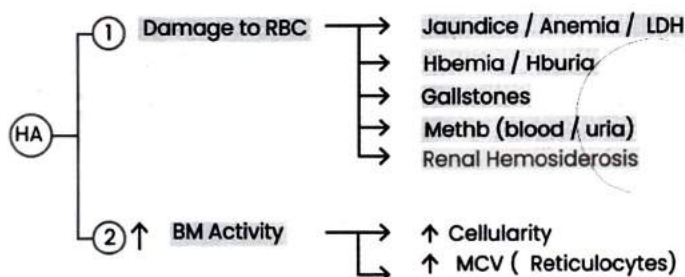 1 Damage to RBC → Jaundice / Anemia / LDH
→ Hbemia / Hburia
→ Gallstones
HA → Methb (blood / uria)
→ Renal Hemosiderosis
2 ↑ BM Activity → ↑ Cellularity
→ ↑ MCV ( Reticulocytes)